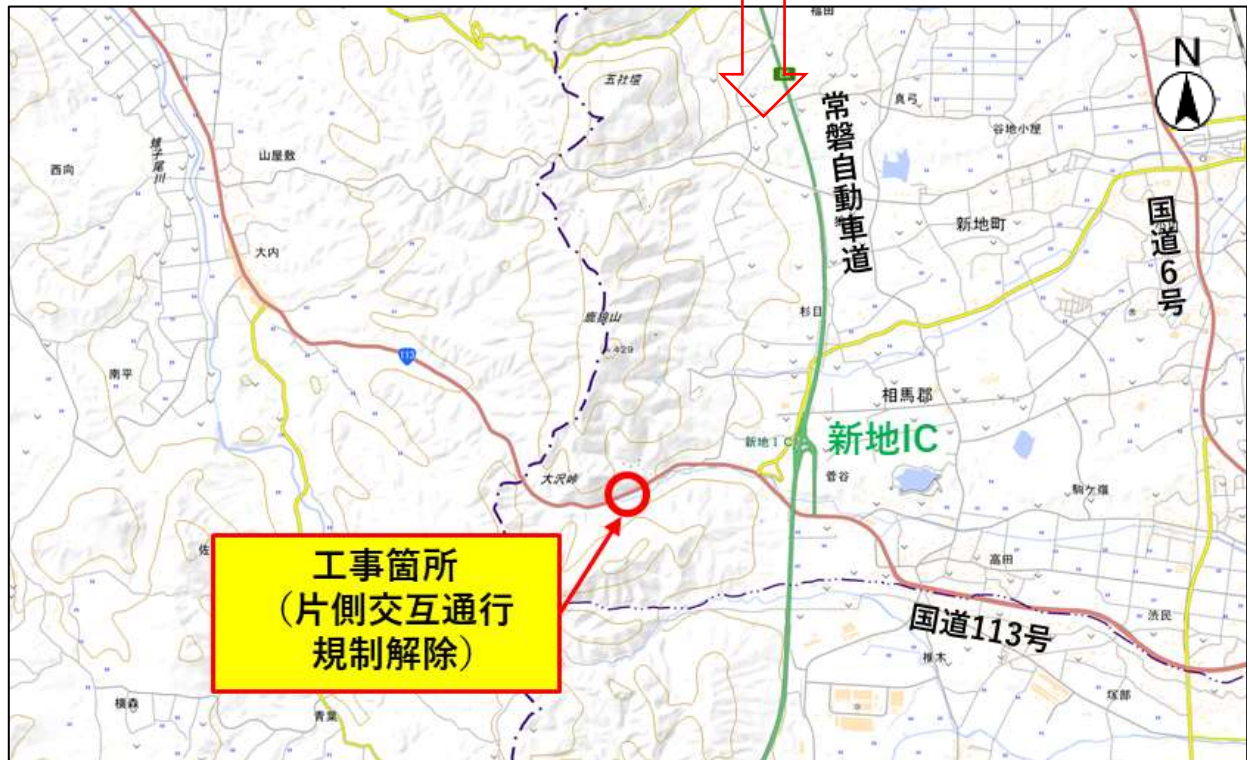 福田
N
五社壇
真弓
常磐自動車道
谷地小屋
山屋敷
西向
新地町
国道6号
大内
杉目
鹿狼山
429
113
南平
相馬郡
新地IC
新地IC
大沢峠
菅谷
駒ケ嶺
工事箇所
（片側交互通行
規制解除）
佐
高田
国道113号
渋民
椎木
横森
青葉
塚部